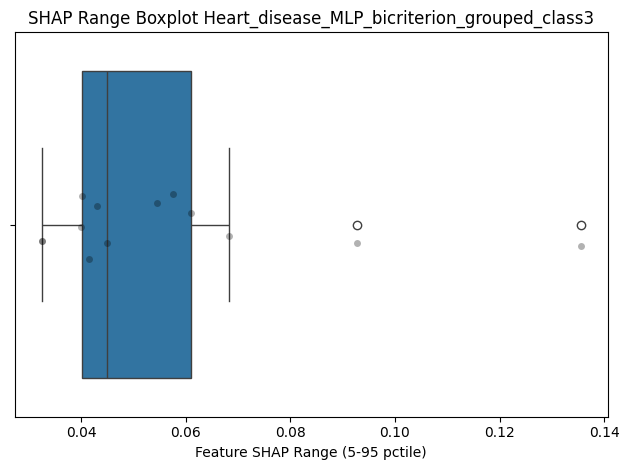 SHAP Range Boxplot Heart_disease_MLP_bicriterion_grouped_class3
0.04 0.06 0.08 0.10 0.12 0.14
Feature SHAP Range (5-95 pctile)